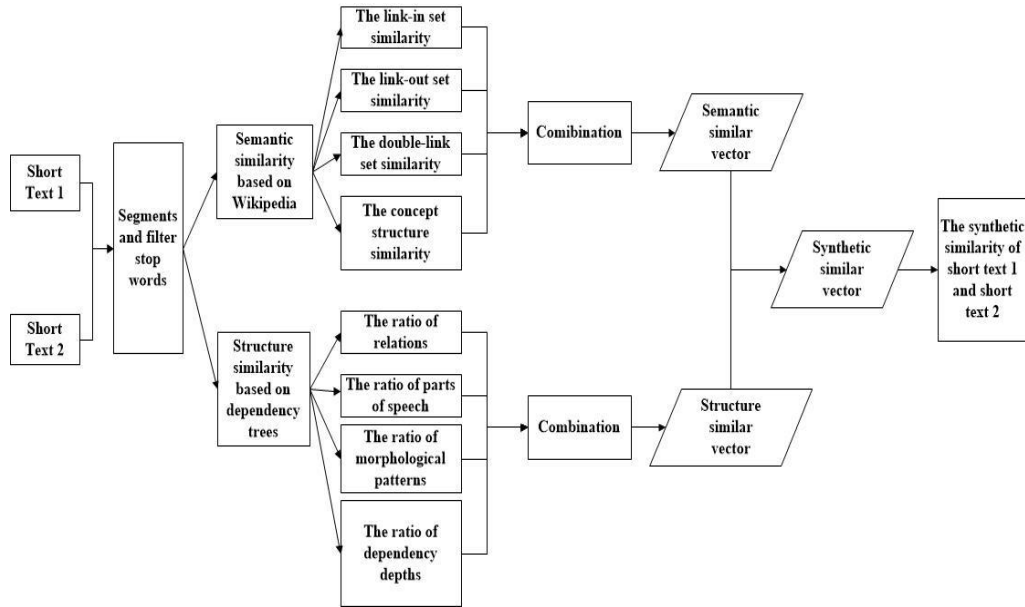 Short
Text 1
Short
Text 2
Segments
and filter
stop
words
Semantic
similarity
based on
Wikipedia
Structure
similarity
based on
dependency
trees
The link-in set
similarity
The link-out set
similarity
The double-link
set similarity
The concept
structure
similarity
The ratio of
relations
The ratio of parts
of speech
The ratio of
morphological
patterns
The ratio of
dependency
depths
Comibination
Combination
Semantic
similar
vector
Structure
similar
vector
Synthetic
similar
vector
The synthetic
similarity of
short text 1
and short
text 2